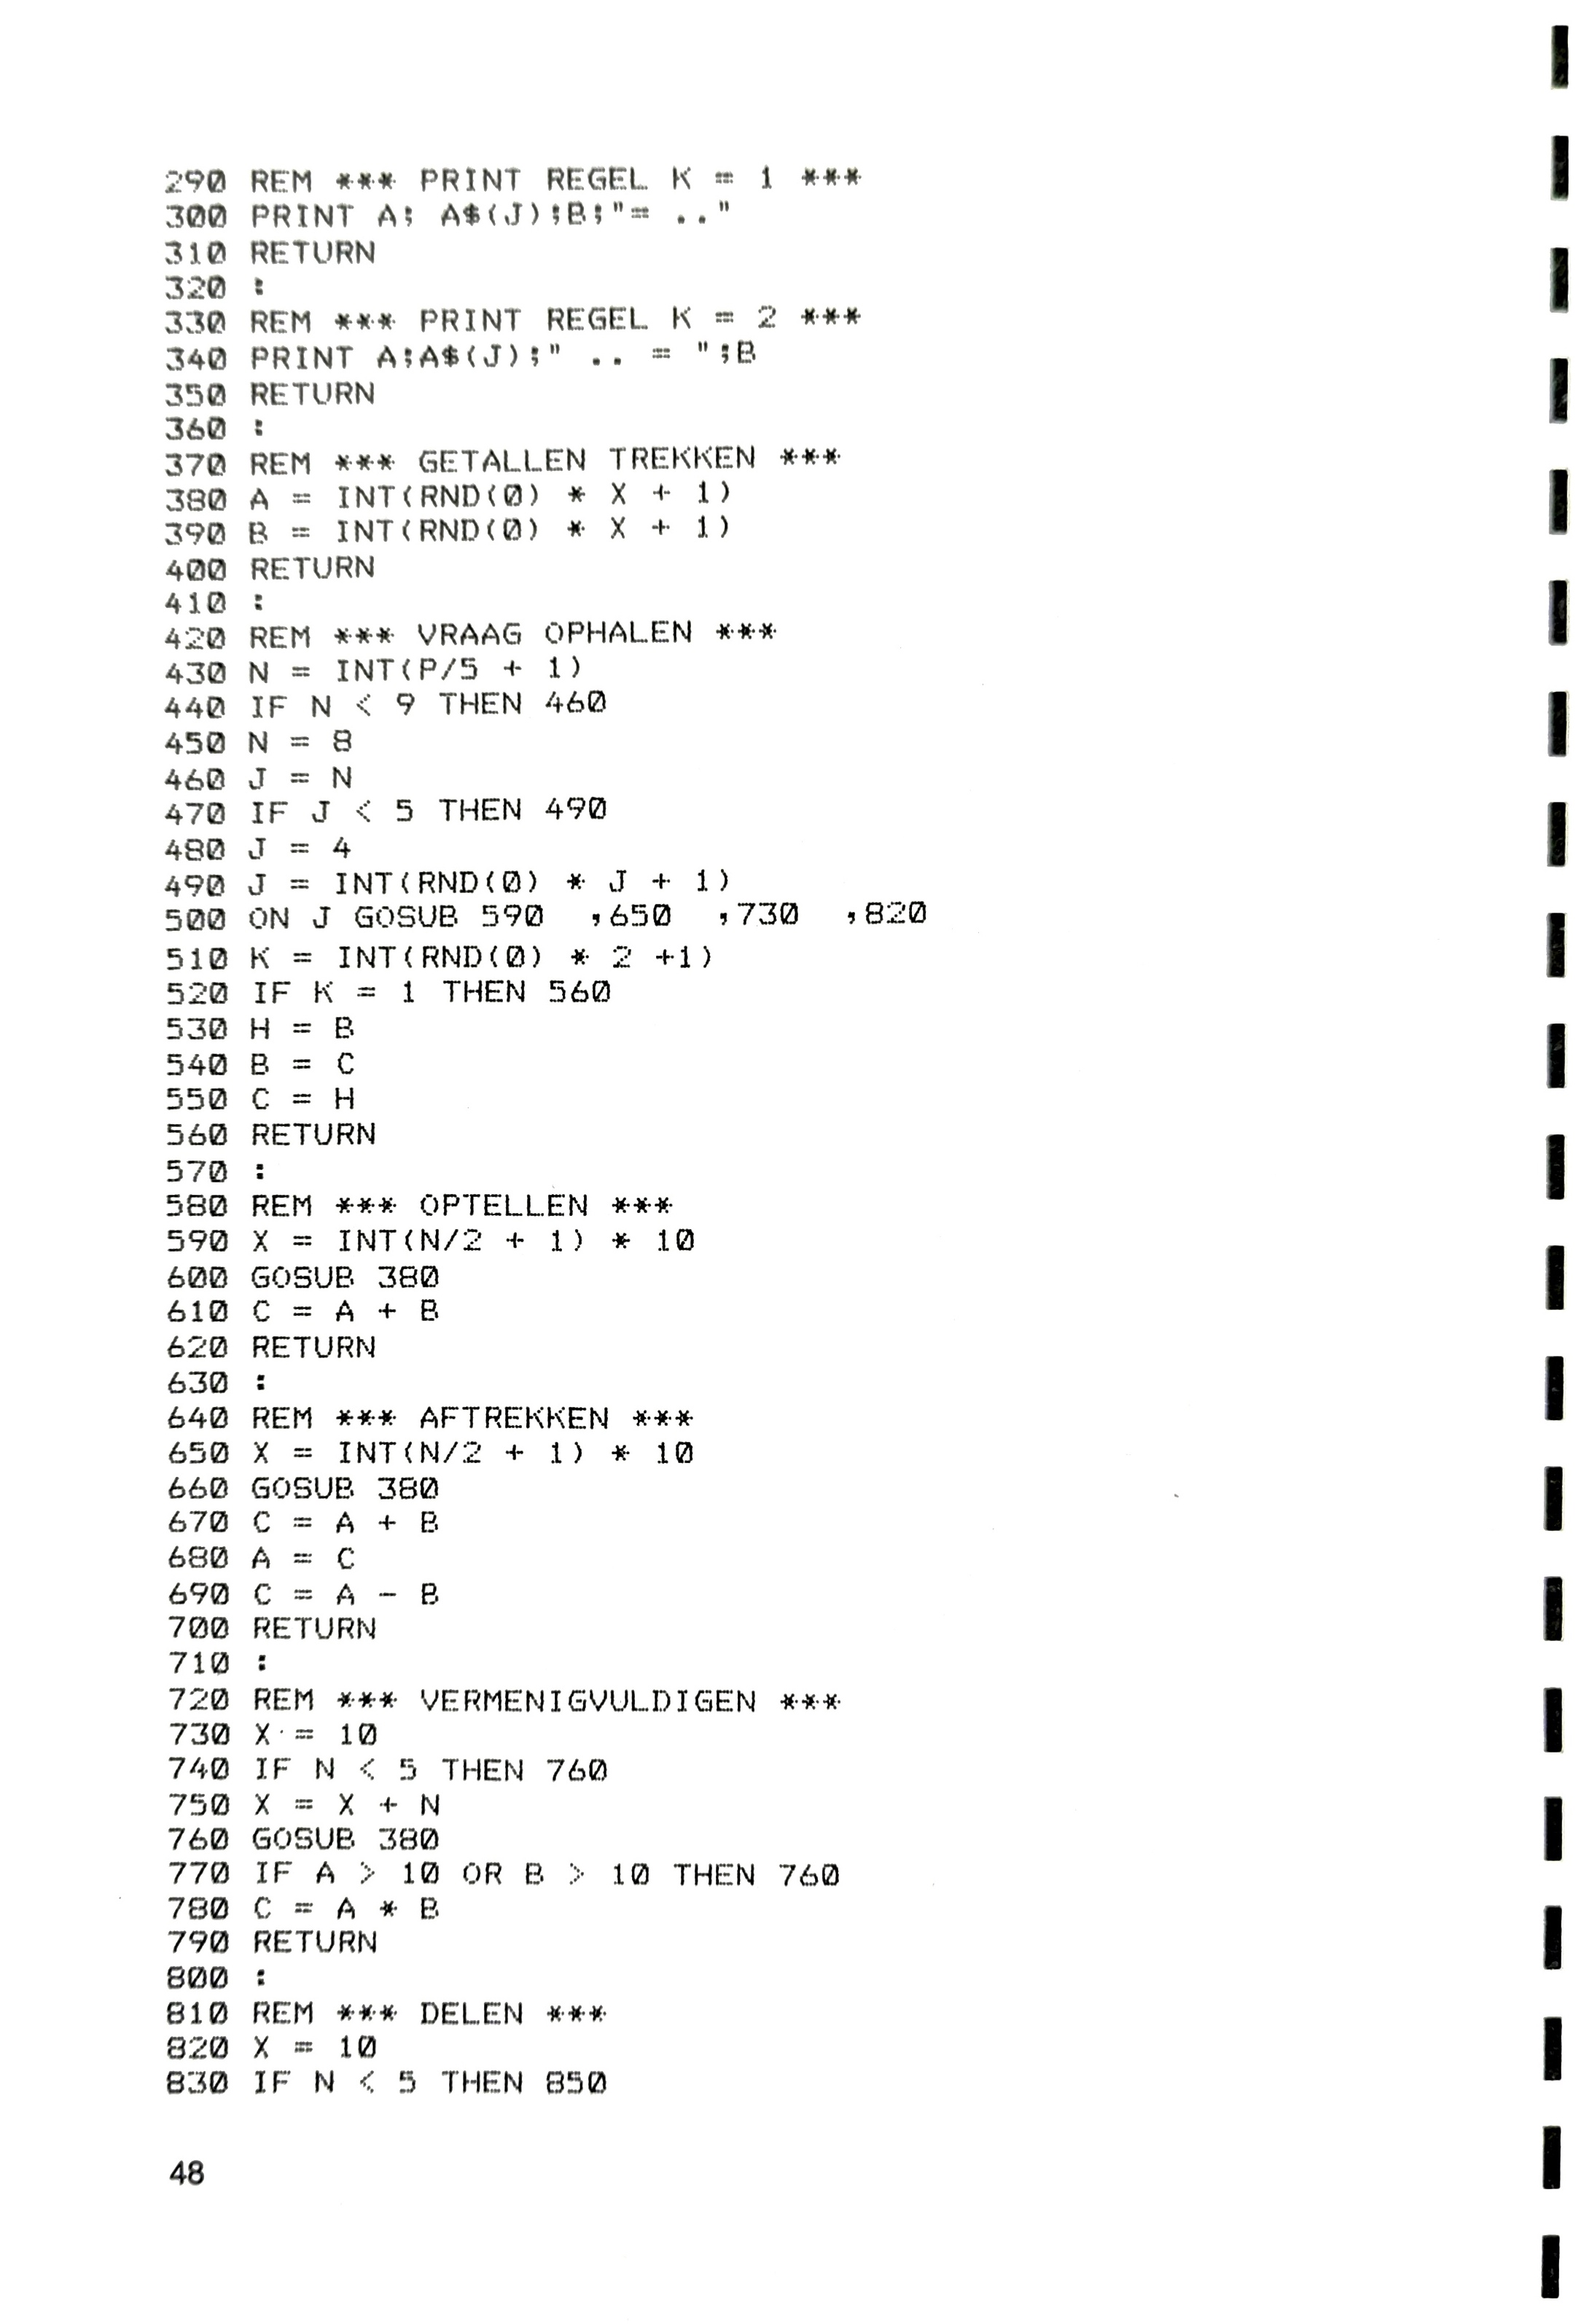 290 REM *** PRINT REGEL K = 1 ***
300 PRINT A; A$(J);B;"= .."
310 RETURN
320 :
330 REM *** PRINT REGEL K = 2 ***
340 PRINT A;A$(J);" .. = ";B
350 RETURN
360 :
370 REM *** GETALLEN TREKKEN ***
380 A = INT(RND(0) * X + 1)
390 B = INT(RND(0) * X + 1)
400 RETURN
410 :
420 REM *** VRAAG OPHALEN ***
430 N = INT(P/5 + 1)
440 IF N < 9 THEN 460
450 N = 8
460 J = N
470 IF J < 5 THEN 490
480 J = 4
490 J = INT(RND(0) * J + 1)
500 ON J GOSUB 590  ,650  ,730  ,820
510 K = INT(RND(0) * 2 +1)
520 IF K = 1 THEN 560
530 H = B
540 B = C
550 C = H
560 RETURN
570 :
580 REM *** OPTELLEN ***
590 X = INT(N/2 + 1) * 10
600 GOSUB 380
610 C = A + B
620 RETURN
630 :
640 REM *** AFTREKKEN ***
650 X = INT(N/2 + 1) * 10
660 GOSUB 380
670 C = A + B
680 A = C
690 C = A - B
700 RETURN
710 :
720 REM *** VERMENIGVULDIGEN ***
730 X = 10
740 IF N < 5 THEN 760
750 X = X + N
760 GOSUB 380
770 IF A > 10 OR B > 10 THEN 760
780 C = A * B
790 RETURN
800 :
810 REM *** DELEN ***
820 X = 10
830 IF N < 5 THEN 850
48